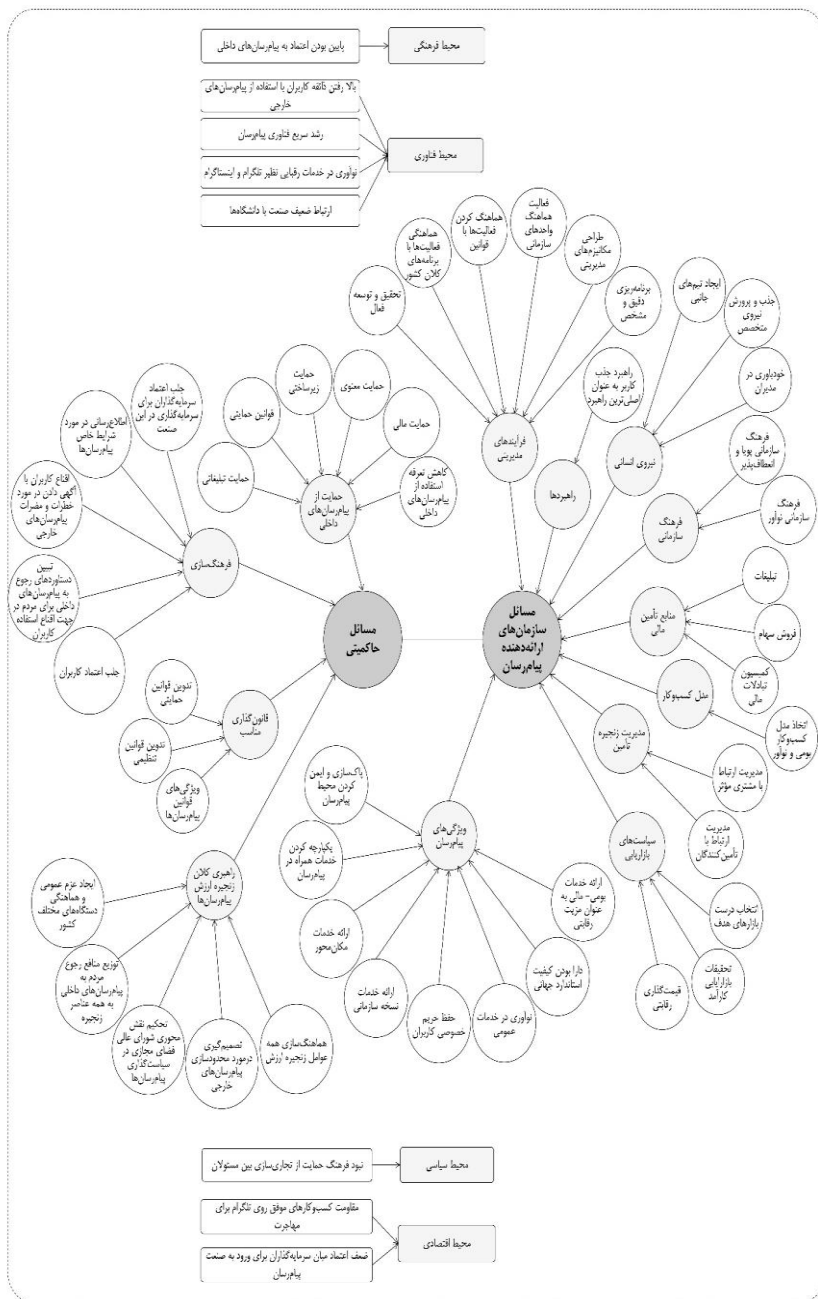 محیط فرهنگی
پایین بودن اعتماد به پیام‌رسان‌های داخلی
بالا رفتن ذائقه کاربران با استفاده از پیام‌رسان‌های
خارجی
رشد سریع فناوری پیام‌رسان
محیط فناوری
نوآوری در خدمات رقبایی نظیر تلگرام و اینستاگرام
ارتباط ضعیف صنعت با دانشگاه‌ها
فعالیت
هماهنگ
واحدهای
سازمانی
هماهنگ کردن
فعالیت‌ها با
قوانین
هماهنگی
فعالیت‌ها با
برنامه‌های
کلان کشور
طراحی
مکانیزم‌های
مدیریتی
تحقیق و توسعه
فعال
برنامه‌ریزی
دقیق و
مشخص
ایجاد تیم‌های
جانبی
جذب و پرورش
نیروی
متخصص
خودباوری در
مدیران
راهبرد جذب
کاربر به عنوان
اصلی‌ترین راهبرد
فرآیندهای
مدیریتی
نیروی انسانی
راهبردها
فرهنگ
سازمانی پویا و
انعطاف‌پذیر
فرهنگ
سازمانی نوآور
فرهنگ
سازمانی
حمایت
زیرساختی
حمایت معنوی
حمایت مالی
قوانین حمایتی
حمایت تبلیغاتی
کاهش تعرفه
استفاده از
پیام‌رسان‌های
داخلی
حمایت از
پیام‌رسان‌های
داخلی
جلب اعتماد
سرمایه‌گذاران برای
سرمایه‌گذاری در این
صنعت
اطلاع‌رسانی در مورد
شرایط خاص
پیام‌رسان‌ها
اقناع کاربران با
آگهی دادن در مورد
خطرات و مضرات
پیام‌رسان‌های
خارجی
فرهنگ‌سازی
تبیین
دستاوردهای رجوع
به پیام‌رسان‌های
داخلی برای مردم در
جهت اقناع استفاده
کاربران
جلب اعتماد کاربران
مسائل
حاکمیتی
مسائل
سازمان‌های
ارائه‌دهنده
پیام‌رسان
منابع تأمین
مالی
تبلیغات
فروش سهام
کمیسیون
تبادلات
مالی
مدل کسب‌وکار
اتخاذ مدل
کسب‌وکار
بومی و نوآور
مدیریت زنجیره
تأمین
مدیریت ارتباط
با مشتری مؤثر
مدیریت
ارتباط با
تأمین‌کنندگان
سیاست‌های
بازاریابی
انتخاب درست
بازارهای هدف
تحقیقات
بازاریابی
کارآمد
قیمت‌گذاری
رقابتی
تدوین قوانین
حمایتی
تدوین قوانین
تنظیمی
ویژگی‌های
قوانین
پیام‌رسان‌ها
قانون‌گذاری
مناسب
ویژگی‌های
پیام‌رسان
پاک‌سازی و ایمن
کردن محیط
پیام‌رسان
یکپارچه کردن
خدمات همراه در
پیام‌رسان
ارائه خدمات
مکان‌محور
ارائه خدمات
نسخه سازمانی
حفظ حریم
خصوصی کاربران
نوآوری در خدمات
عمومی
دارا بودن کیفیت
استاندارد جهانی
ارائه خدمات
بومی- مالی به
عنوان مزیت
رقابتی
راهبری کلان
زنجیره ارزش
پیام‌رسان‌ها
ایجاد عزم عمومی
و هماهنگی
دستگاه‌های مختلف
کشور
توزیع منافع رجوع
مردم به
پیام‌رسان‌های داخلی
به همه عناصر
زنجیره
تحکیم نقش
محوری شورای عالی
فضای مجازی در
سیاست‌گذاری
پیام‌رسان‌ها
تصمیم‌گیری
درمورد محدودسازی
پیام‌رسان‌های
خارجی
هماهنگ‌سازی همه
عوامل زنجیره ارزش
محیط سیاسی
نبود فرهنگ حمایت از تجاری‌سازی بین مسئولان
مقاومت کسب‌وکارهای موفق روی تلگرام برای
مهاجرت
محیط اقتصادی
ضعف اعتماد میان سرمایه‌گذاران برای ورود به صنعت
پیام‌رسان